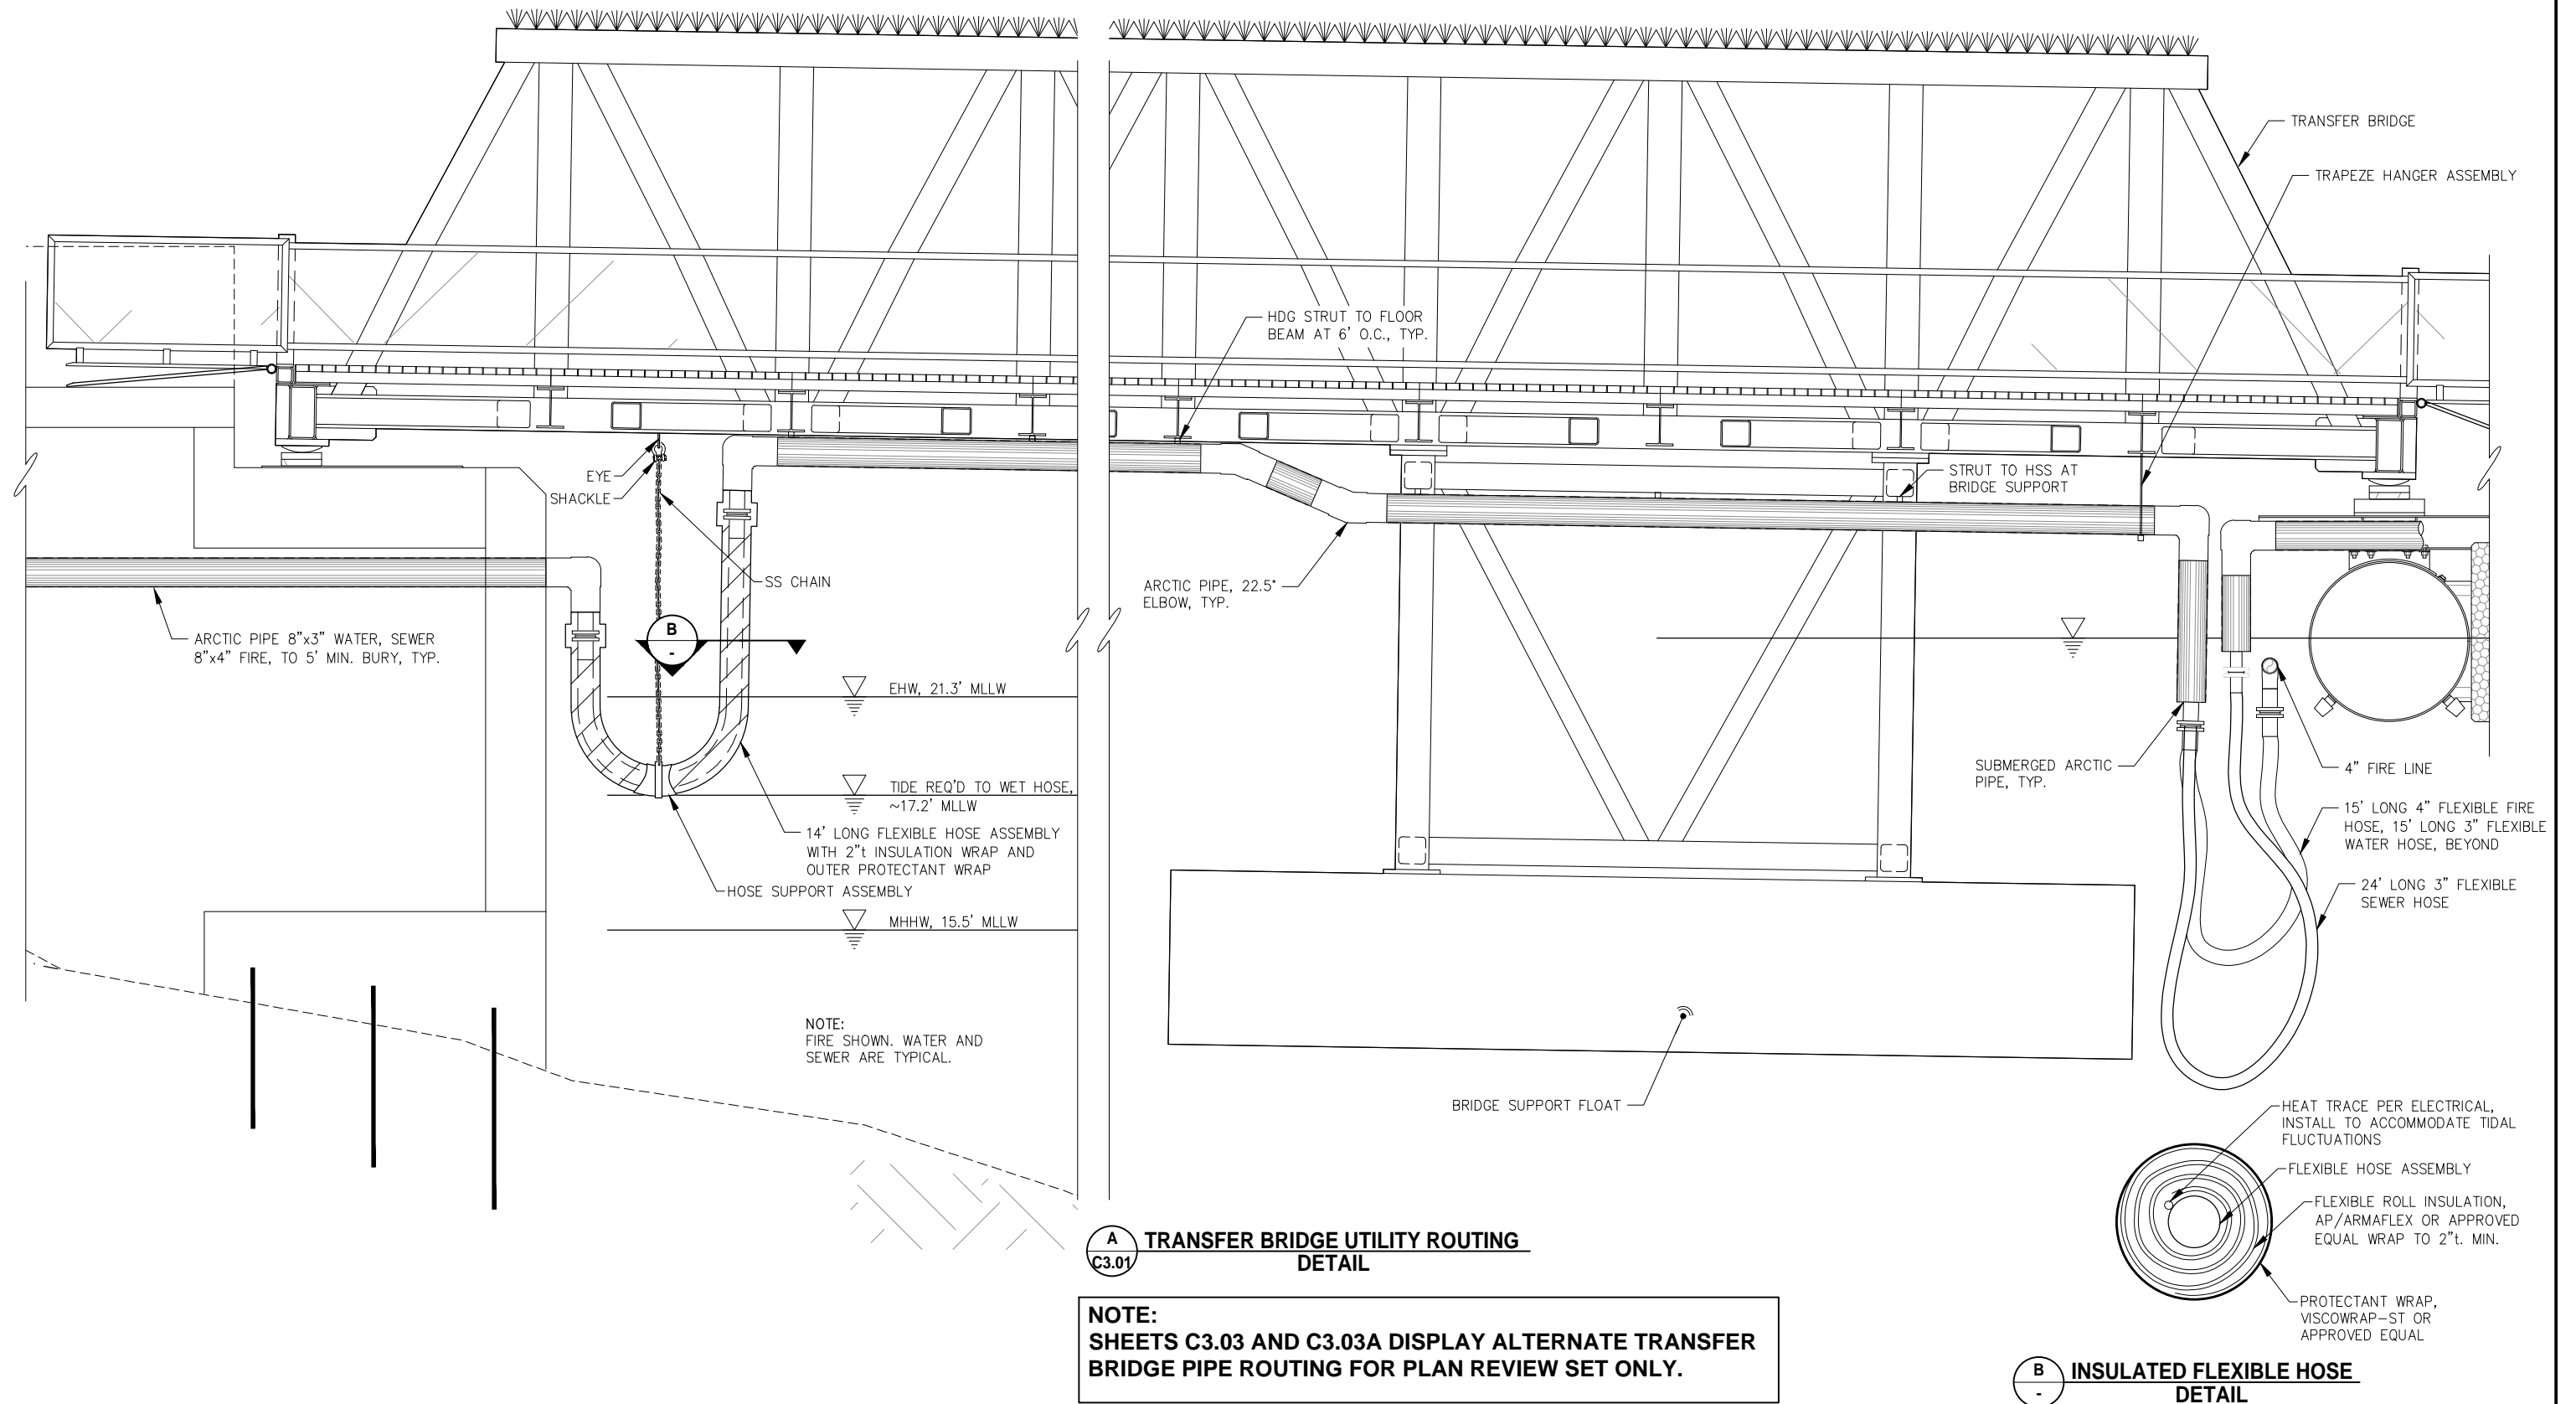 TRANSFER BRIDGE
TRAPEZE HANGER ASSEMBLY
HDG STRUT TO FLOOR
BEAM AT 6' O.C., TYP.
EYE
SHACKLE
STRUT TO HSS AT
BRIDGE SUPPORT
SS CHAIN
ARCTIC PIPE, 22.5°
ELBOW, TYP.
ARCTIC PIPE 8"x3" WATER, SEWER
8"x4" FIRE, TO 5' MIN. BURY, TYP.
B
-
EHW, 21.3' MLLW
TIDE REQ'D TO WET HOSE,
~17.2' MLLW
14' LONG FLEXIBLE HOSE ASSEMBLY
WITH 2"t INSULATION WRAP AND
OUTER PROTECTANT WRAP
HOSE SUPPORT ASSEMBLY
MHHW, 15.5' MLLW
SUBMERGED ARCTIC
PIPE, TYP.
4" FIRE LINE
15' LONG 4" FLEXIBLE FIRE
HOSE, 15' LONG 3" FLEXIBLE
WATER HOSE, BEYOND
24' LONG 3" FLEXIBLE
SEWER HOSE
NOTE:
FIRE SHOWN. WATER AND
SEWER ARE TYPICAL.
BRIDGE SUPPORT FLOAT
HEAT TRACE PER ELECTRICAL,
INSTALL TO ACCOMMODATE TIDAL
FLUCTUATIONS
FLEXIBLE HOSE ASSEMBLY
FLEXIBLE ROLL INSULATION,
AP/ARMAFLEX OR APPROVED
EQUAL WRAP TO 2"t. MIN.
PROTECTANT WRAP,
VISCOWRAP-ST OR
APPROVED EQUAL
A
C3.01
TRANSFER BRIDGE UTILITY ROUTING
DETAIL
NOTE:
SHEETS C3.03 AND C3.03A DISPLAY ALTERNATE TRANSFER
BRIDGE PIPE ROUTING FOR PLAN REVIEW SET ONLY.
B
-
INSULATED FLEXIBLE HOSE
DETAIL